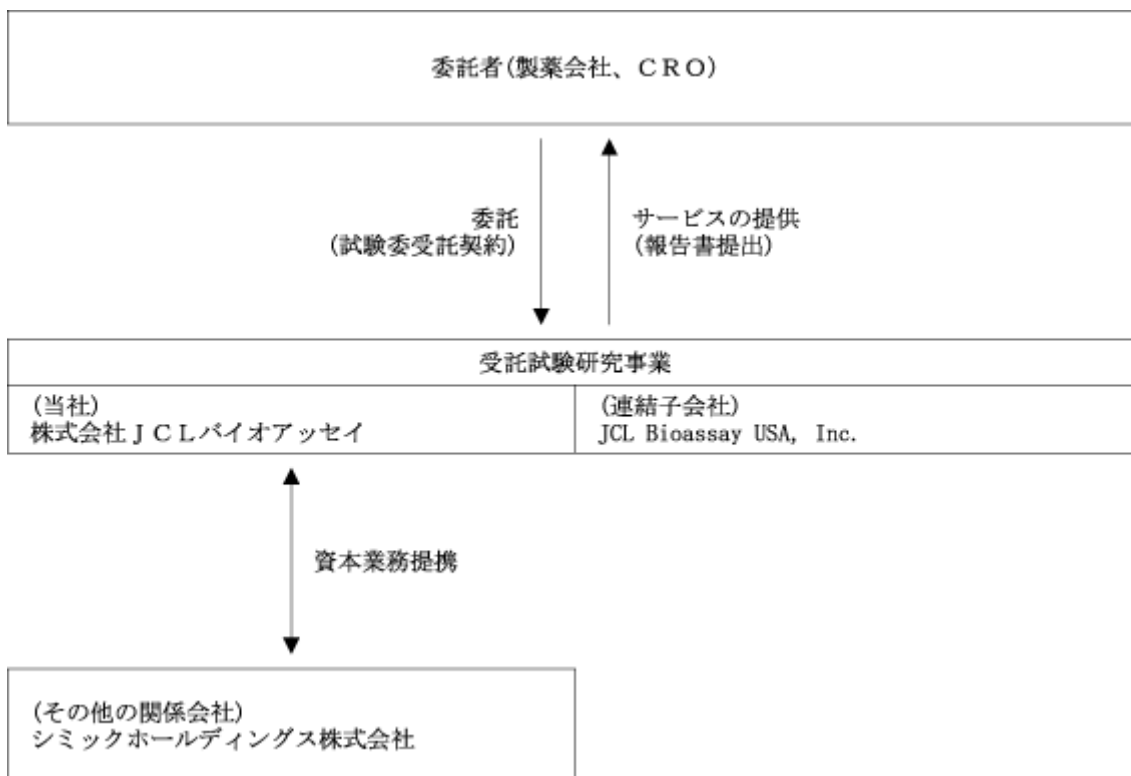 委託者(製薬会社、ＣＲＯ)
委託
(試験委受託契約)
サービスの提供
(報告書提出)
受託試験研究事業
(当社)
株式会社ＪＣＬバイオアッセイ
(連結子会社)
JCL Bioassay USA, Inc.
資本業務提携
(その他の関係会社)
シミックホールディングス株式会社